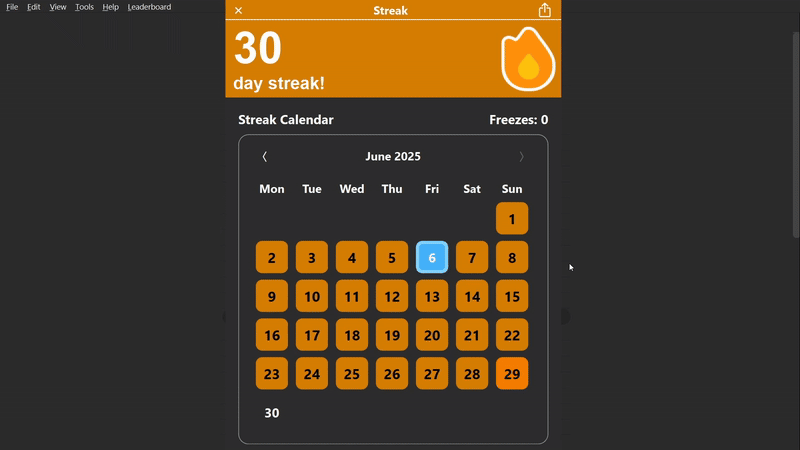 File Edit View Tools Help Leaderboard
× Streak
30
day streak!
Streak Calendar Freezes: 0
June 2025
Mon Tue Wed Thu Fri Sat Sun
1
2 3 4 5 6 7 8
9 10 11 12 13 14 15
16 17 18 19 20 21 22
23 24 25 26 27 28 29
30